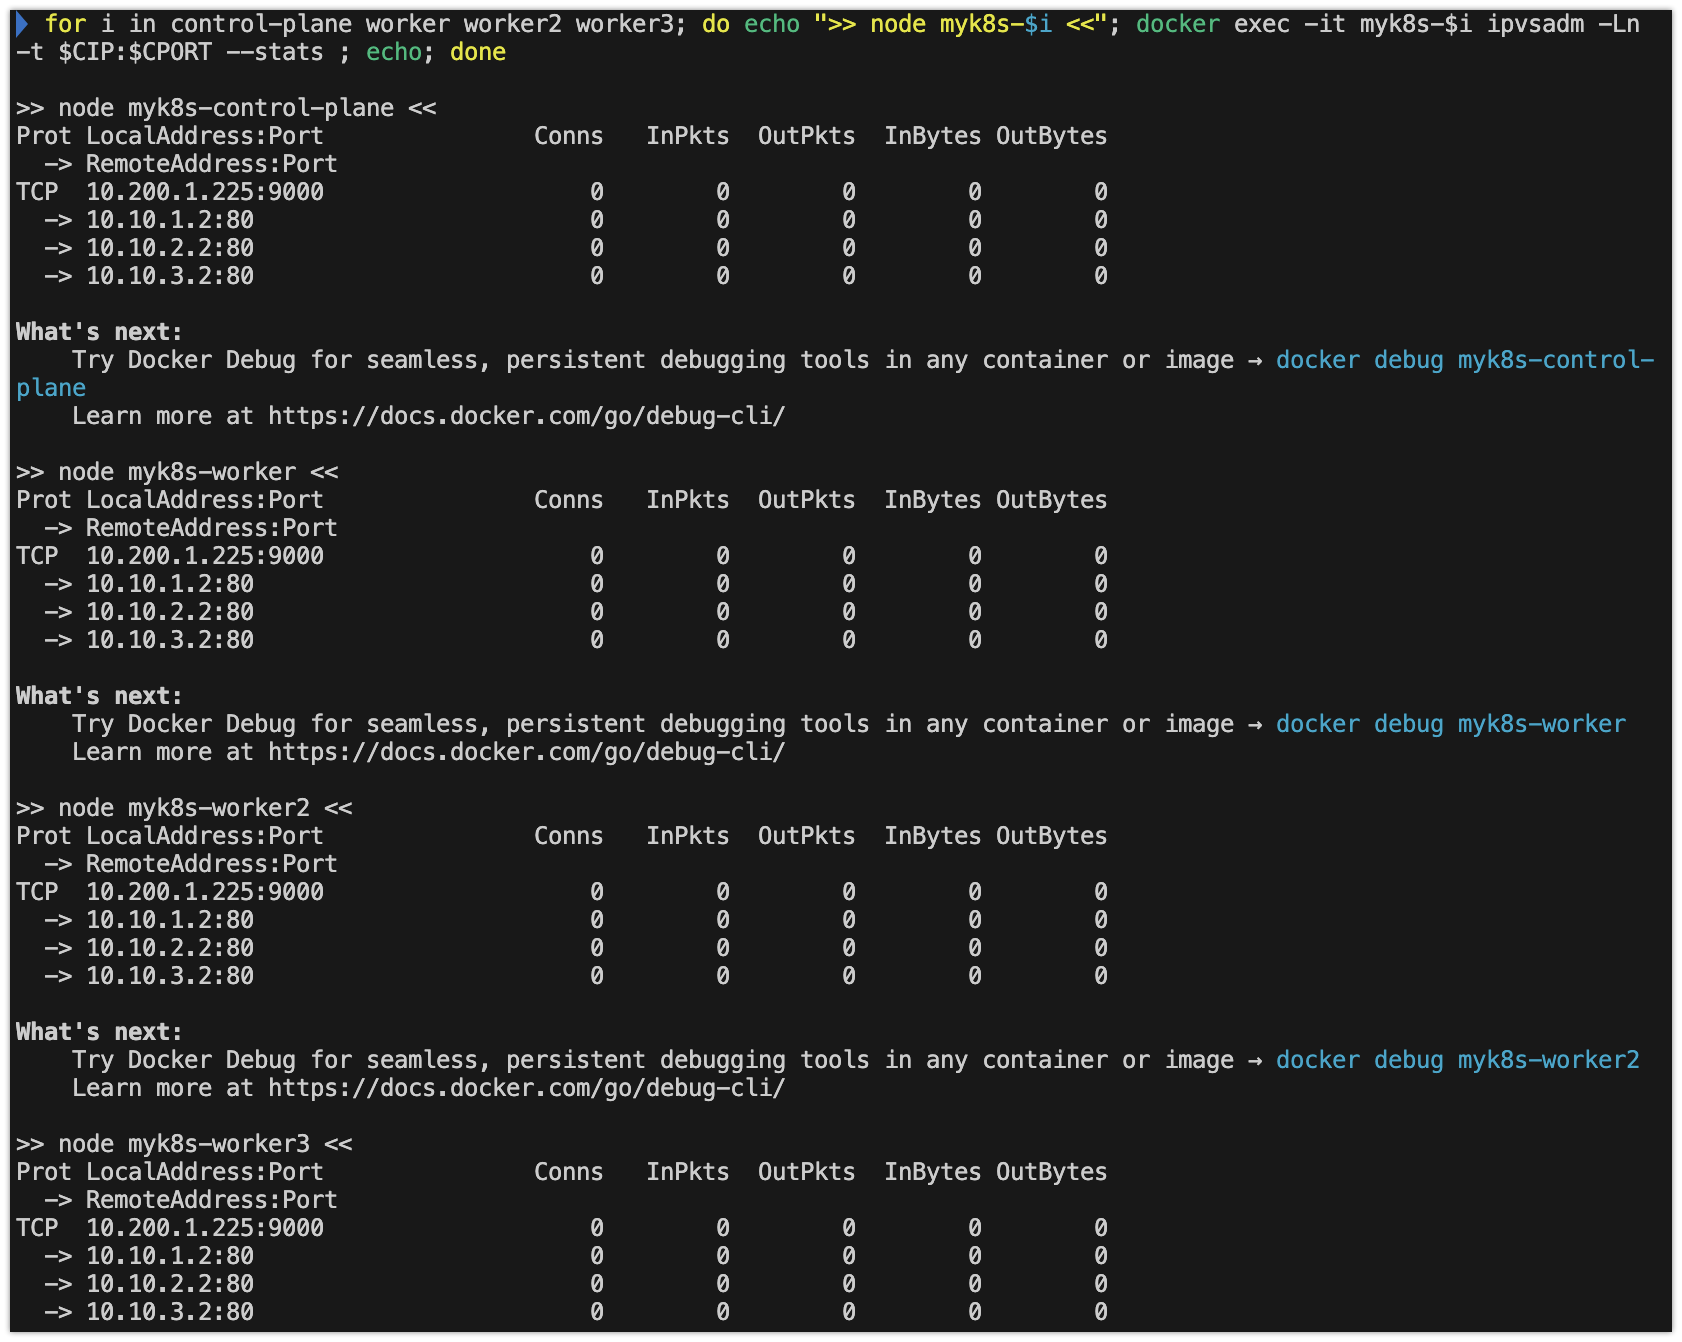 for i in control-plane worker worker2 worker3; do echo ">> node myk8s-$i <<"; docker exec -it myk8s-$i ipvsadm -Ln
-t $CIP:$CPORT --stats ; echo; done
>> node myk8s-control-plane <<
Prot LocalAddress:Port               Conns   InPkts  OutPkts  InBytes OutBytes
  -> RemoteAddress:Port
TCP  10.200.1.225:9000                   0        0        0        0        0
  -> 10.10.1.2:80                        0        0        0        0        0
  -> 10.10.2.2:80                        0        0        0        0        0
  -> 10.10.3.2:80                        0        0        0        0        0
What's next:
    Try Docker Debug for seamless, persistent debugging tools in any container or image → docker debug myk8s-control-
plane
    Learn more at https://docs.docker.com/go/debug-cli/
>> node myk8s-worker <<
Prot LocalAddress:Port               Conns   InPkts  OutPkts  InBytes OutBytes
  -> RemoteAddress:Port
TCP  10.200.1.225:9000                   0        0        0        0        0
  -> 10.10.1.2:80                        0        0        0        0        0
  -> 10.10.2.2:80                        0        0        0        0        0
  -> 10.10.3.2:80                        0        0        0        0        0
What's next:
    Try Docker Debug for seamless, persistent debugging tools in any container or image → docker debug myk8s-worker
    Learn more at https://docs.docker.com/go/debug-cli/
>> node myk8s-worker2 <<
Prot LocalAddress:Port               Conns   InPkts  OutPkts  InBytes OutBytes
  -> RemoteAddress:Port
TCP  10.200.1.225:9000                   0        0        0        0        0
  -> 10.10.1.2:80                        0        0        0        0        0
  -> 10.10.2.2:80                        0        0        0        0        0
  -> 10.10.3.2:80                        0        0        0        0        0
What's next:
    Try Docker Debug for seamless, persistent debugging tools in any container or image → docker debug myk8s-worker2
    Learn more at https://docs.docker.com/go/debug-cli/
>> node myk8s-worker3 <<
Prot LocalAddress:Port               Conns   InPkts  OutPkts  InBytes OutBytes
  -> RemoteAddress:Port
TCP  10.200.1.225:9000                   0        0        0        0        0
  -> 10.10.1.2:80                        0        0        0        0        0
  -> 10.10.2.2:80                        0        0        0        0        0
  -> 10.10.3.2:80                        0        0        0        0        0